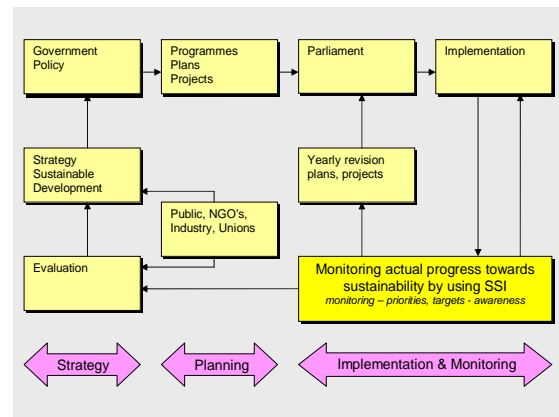 Government
Policy
Programmes
Plans
Projects
Parliament
Implementation
Strategy
Sustainable
Development
Yearly revision
plans, projects
Public, NGO's,
Industry, Unions
Evaluation
Monitoring actual progress towards
sustainability by using SSI
monitoring – priorities, targets - awareness
Strategy
Planning
Implementation & Monitoring